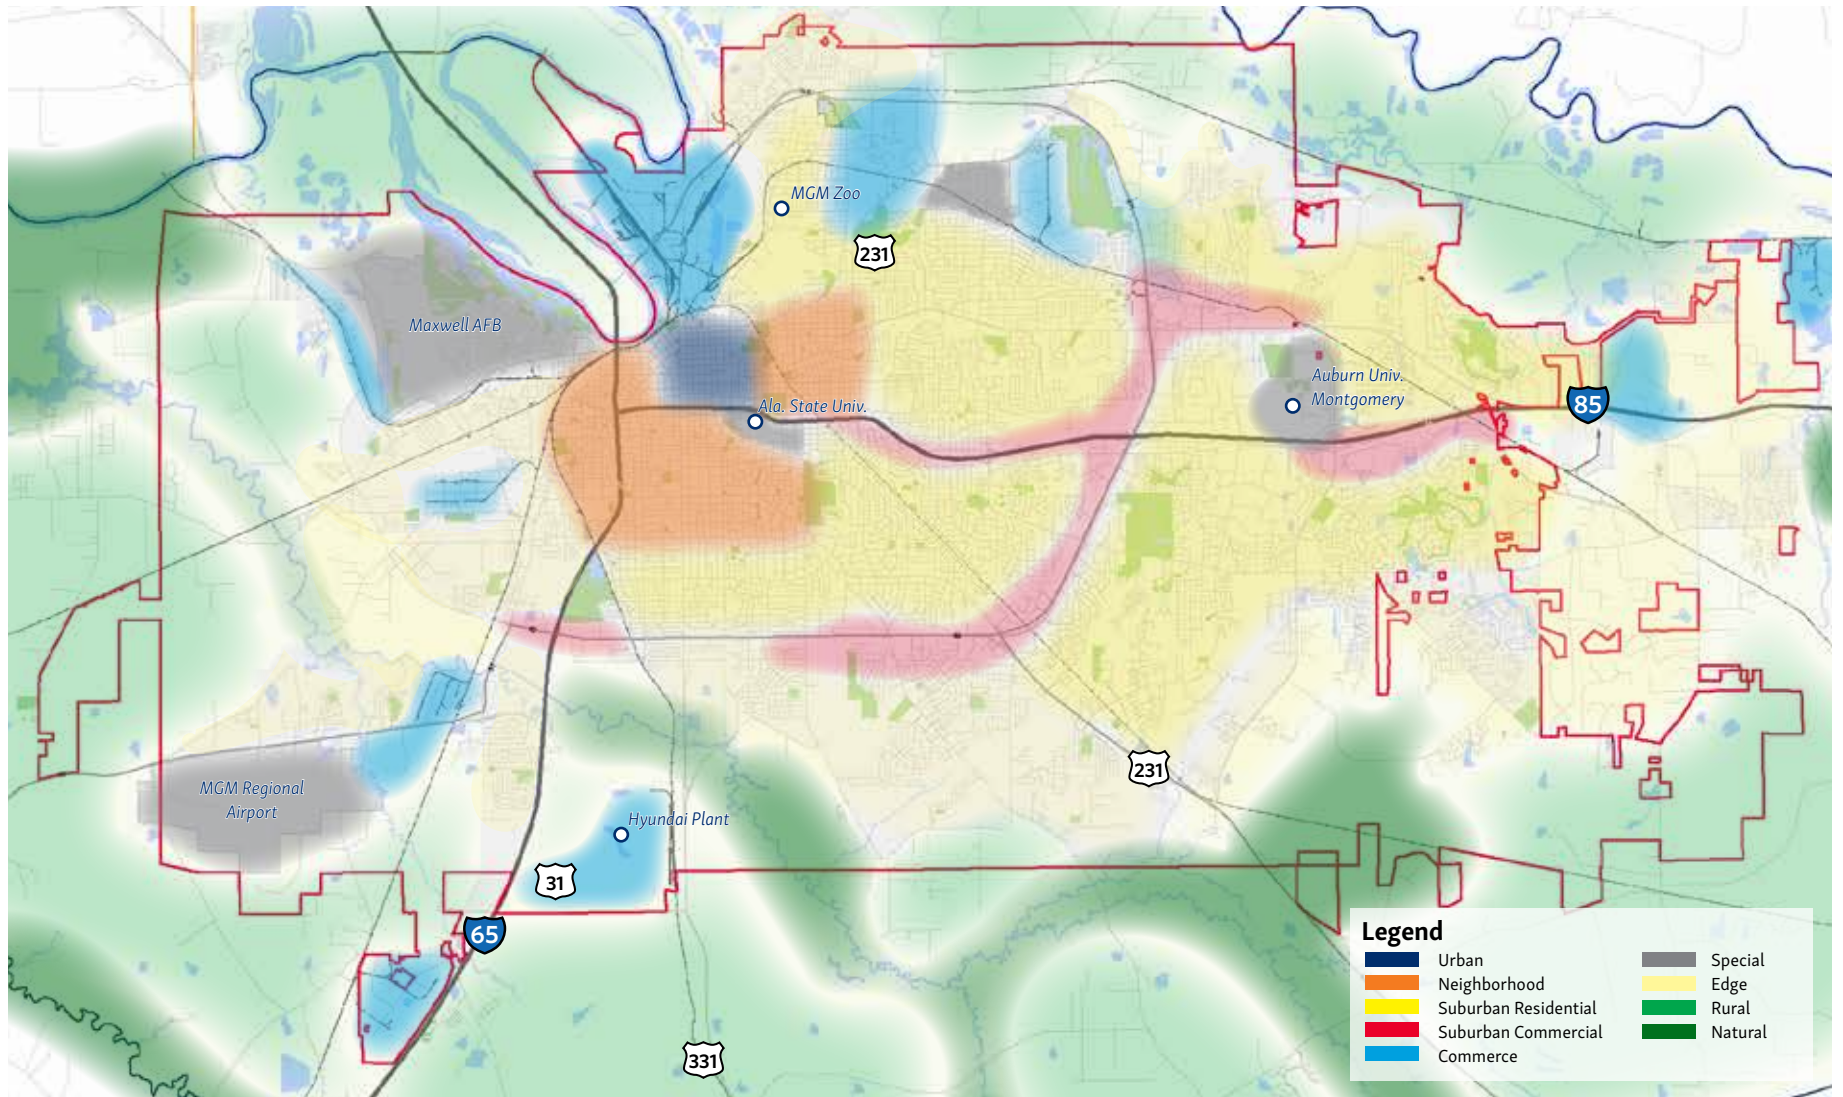 MGM Zoo
231
Maxwell AFB
Auburn Univ.
Montgomery
85
Ala. State Univ.
231
MGM Regional
Airport
Hyundai Plant
31
65
331
Legend
Urban
Neighborhood
Suburban Residential
Suburban Commercial
Commerce
Special
Edge
Rural
Natural